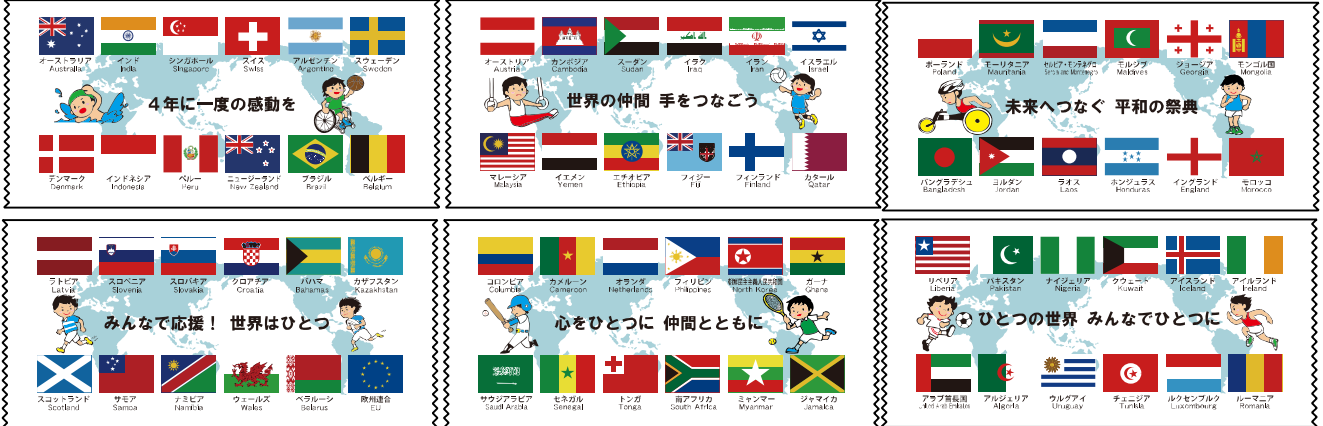 オーストラリア インド シンガポール スイス アルゼンチン スウェーデン
Australia India Singapore Swiss Argentine Sweden
4年に一度の感動を
デンマーク インドネシア ペルー ニュージーランド ブラジル ベルギー
Denmark Indonesia Peru New Zealand Brazil Belgium
オーストリア カンボジア スーダン イラク イラン イスラエル
Austria Cambodia Sudan Iraq Iran Israel
世界の仲間 手をつなごう
マレーシア イエメン エチオピア フィジー フィンランド カタール
Malaysia Yemen Ethiopia Fiji Finland Qatar
ポーランド モーリタニア セルビア・モンテネグロ モルジブ ジョージア モンゴル国
Poland Mauritania Serbia and Montenegro Maldives Georgia Mongolia
未来へつなぐ 平和の祭典
バングラデシュ ヨルダン ラオス ホンジュラス イングランド モロッコ
Bangladesh Jordan Laos Honduras England Morocco
ラトビア スロベニア スロバキア クロアチア バハマ カザフスタン
Latvia Slovenia Slovakia Croatia Bahamas Kazakhstan
みんなで応援！ 世界はひとつ
スコットランド サモア ナミビア ウェールズ ベラルーシ 欧州連合
Scotland Samoa Namibia Wales Belarus EU
コロンビア カメルーン オランダ フィリピン 朝鮮民主主義人民共和国 ガーナ
Cameroon Netherlands Philippines North Korea Ghana
心をひとつに 仲間とともに
サウジアラビア セネガル トンガ 南アフリカ ミャンマー ジャマイカ
Saudi Arabia Senegal Tonga South Africa Myanmar Jamaica
リベリア パキスタン ナイジェリア クウェート アイスランド アイルランド
Liberia Pakistan Nigeria Kuwait Iceland Ireland
ひとつの世界 みんなでひとつに
アラブ首長国 アルジェリア ウルグアイ チュニジア ルクセンブルク ルーマニア
United Arab Emirates Algeria Uruguay Tunisia Luxembourg Romania